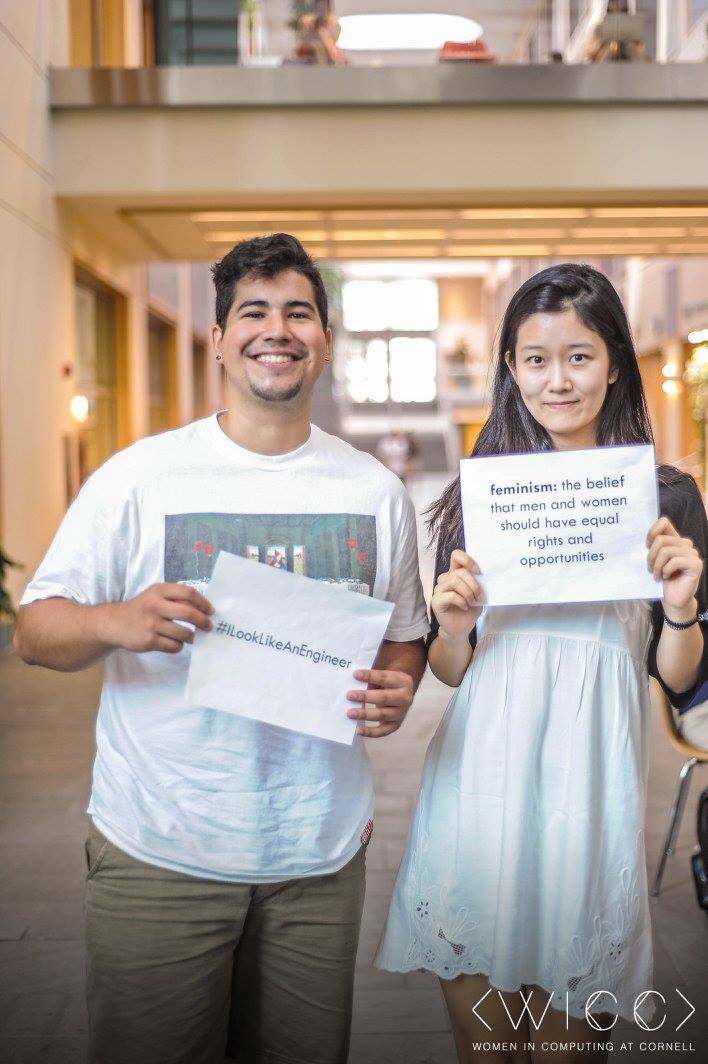 #ILookLikeAnEngineer
feminism: the belief
that men and women
should have equal
rights and
opportunities
<WICC>
WOMEN IN COMPUTING AT CORNELL